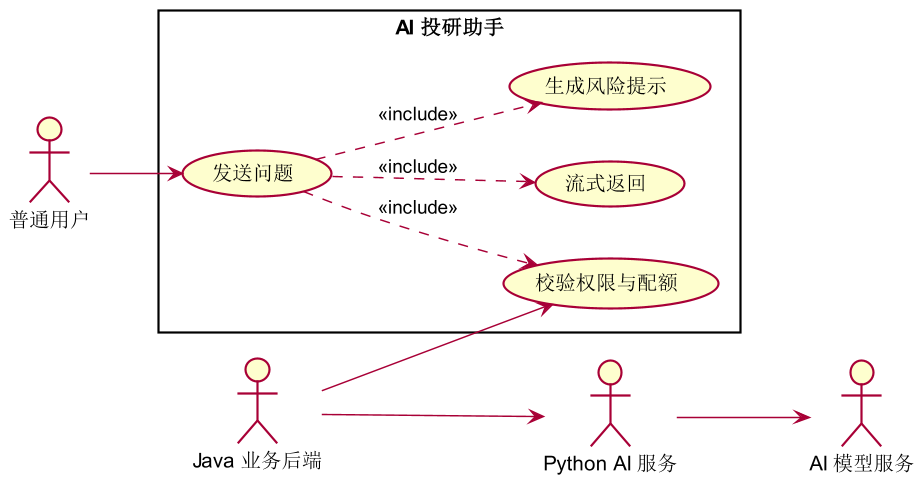 AI 投研助手
生成风险提示
«include»
发送问题
«include»
流式返回
普通用户
«include»
校验权限与配额
Java 业务后端
Python AI 服务
AI 模型服务